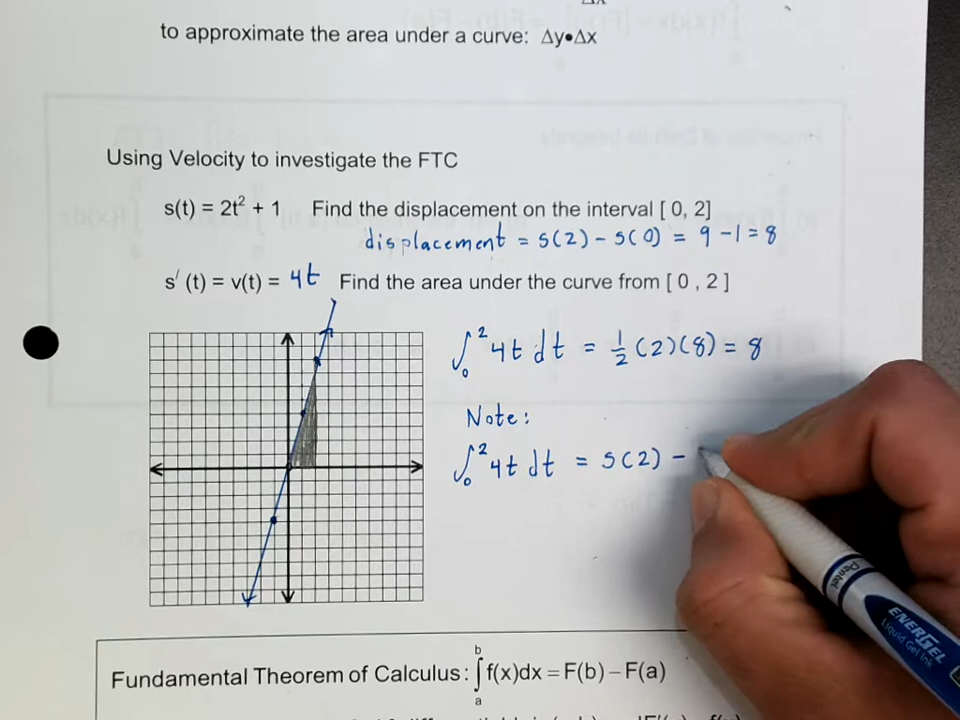 to approximate the area under a curve: Δy•Δx
Using Velocity to investigate the FTC
s(t) = 2t² + 1 Find the displacement on the interval [ 0, 2]
displacement = s(2) - s(0) = 9 - 1 = 8
s′ (t) = v(t) = 4t Find the area under the curve from [ 0 , 2 ]
∫₀² 4t dt = ½ (2)(8) = 8
Note:
∫₀² 4t dt = s(2) -
Pentel
ENERGEL
Liquid Gel Ink
Fundamental Theorem of Calculus: ∫ₐᵇ f(x)dx = F(b) – F(a)